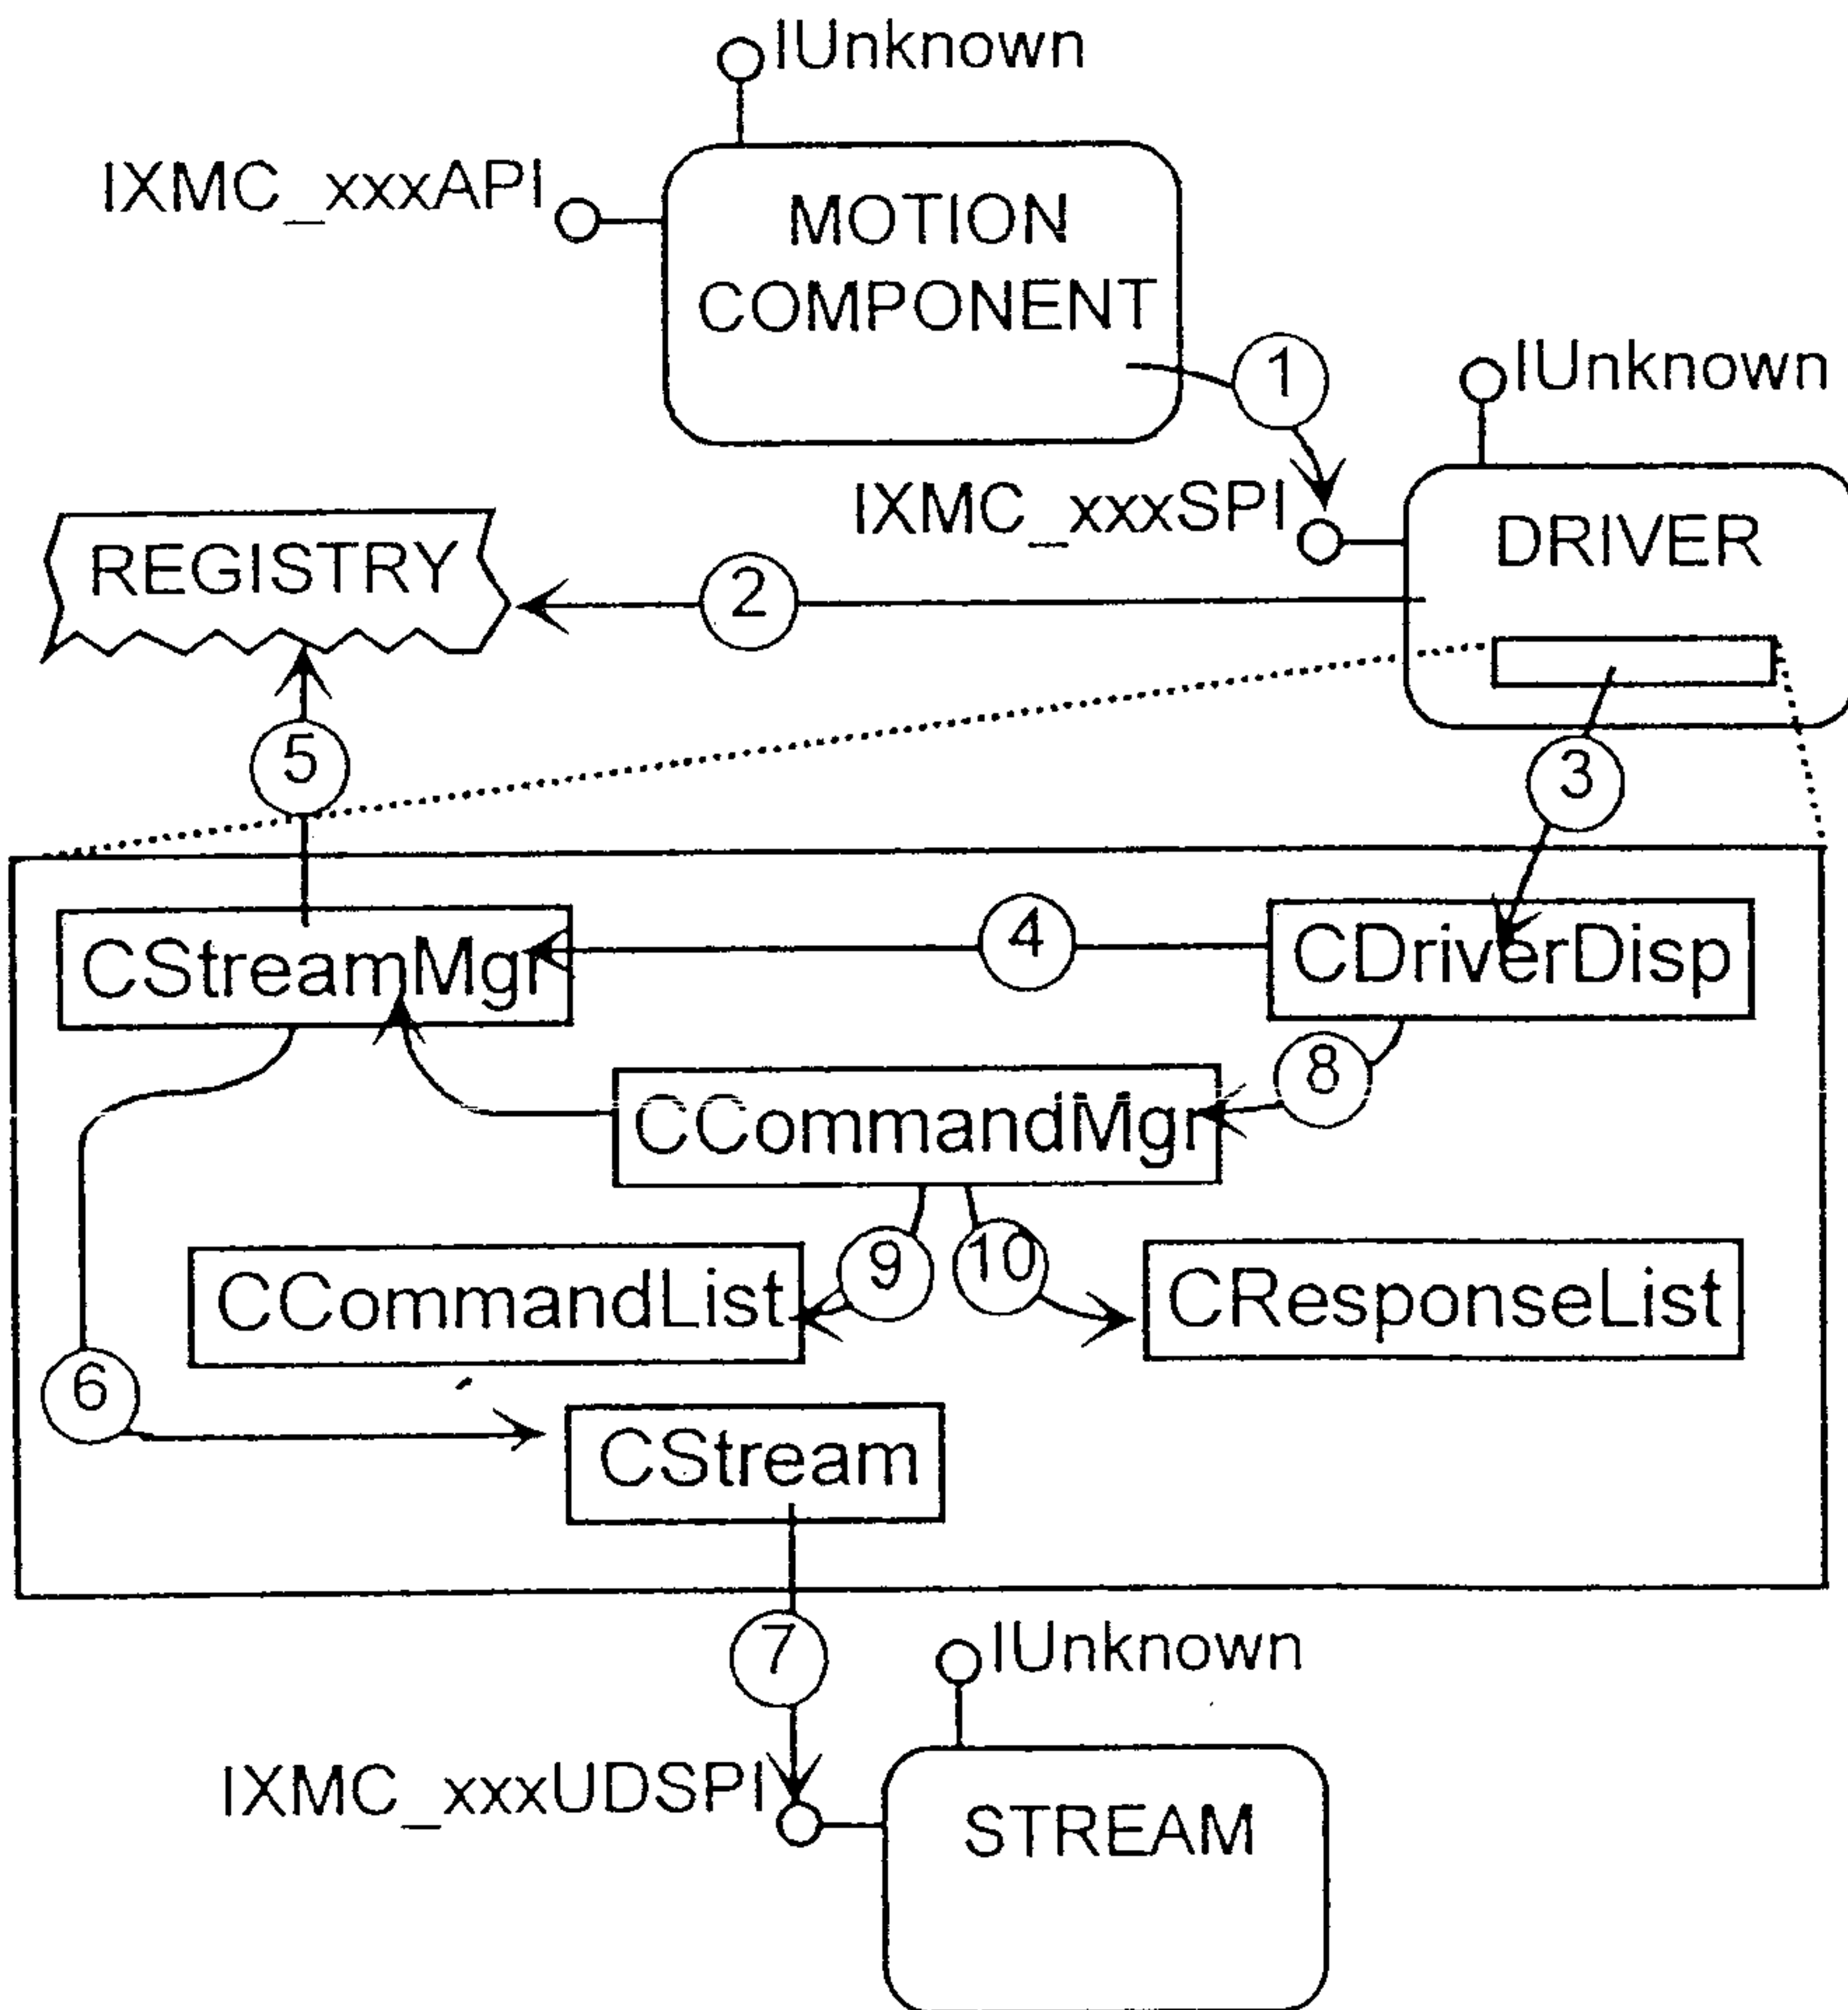 IUnknown
IXMC_xxxAPI
MOTION
COMPONENT
1
IUnknown
IXMC_xxxSPI
DRIVER
REGISTRY
2
5
3
CStreamMgr
4
CDriverDisp
8
CCommandMgr
CCommandList
9
10
CResponseList
6
CStream
7
IUnknown
IXMC_xxxUDSPI
STREAM